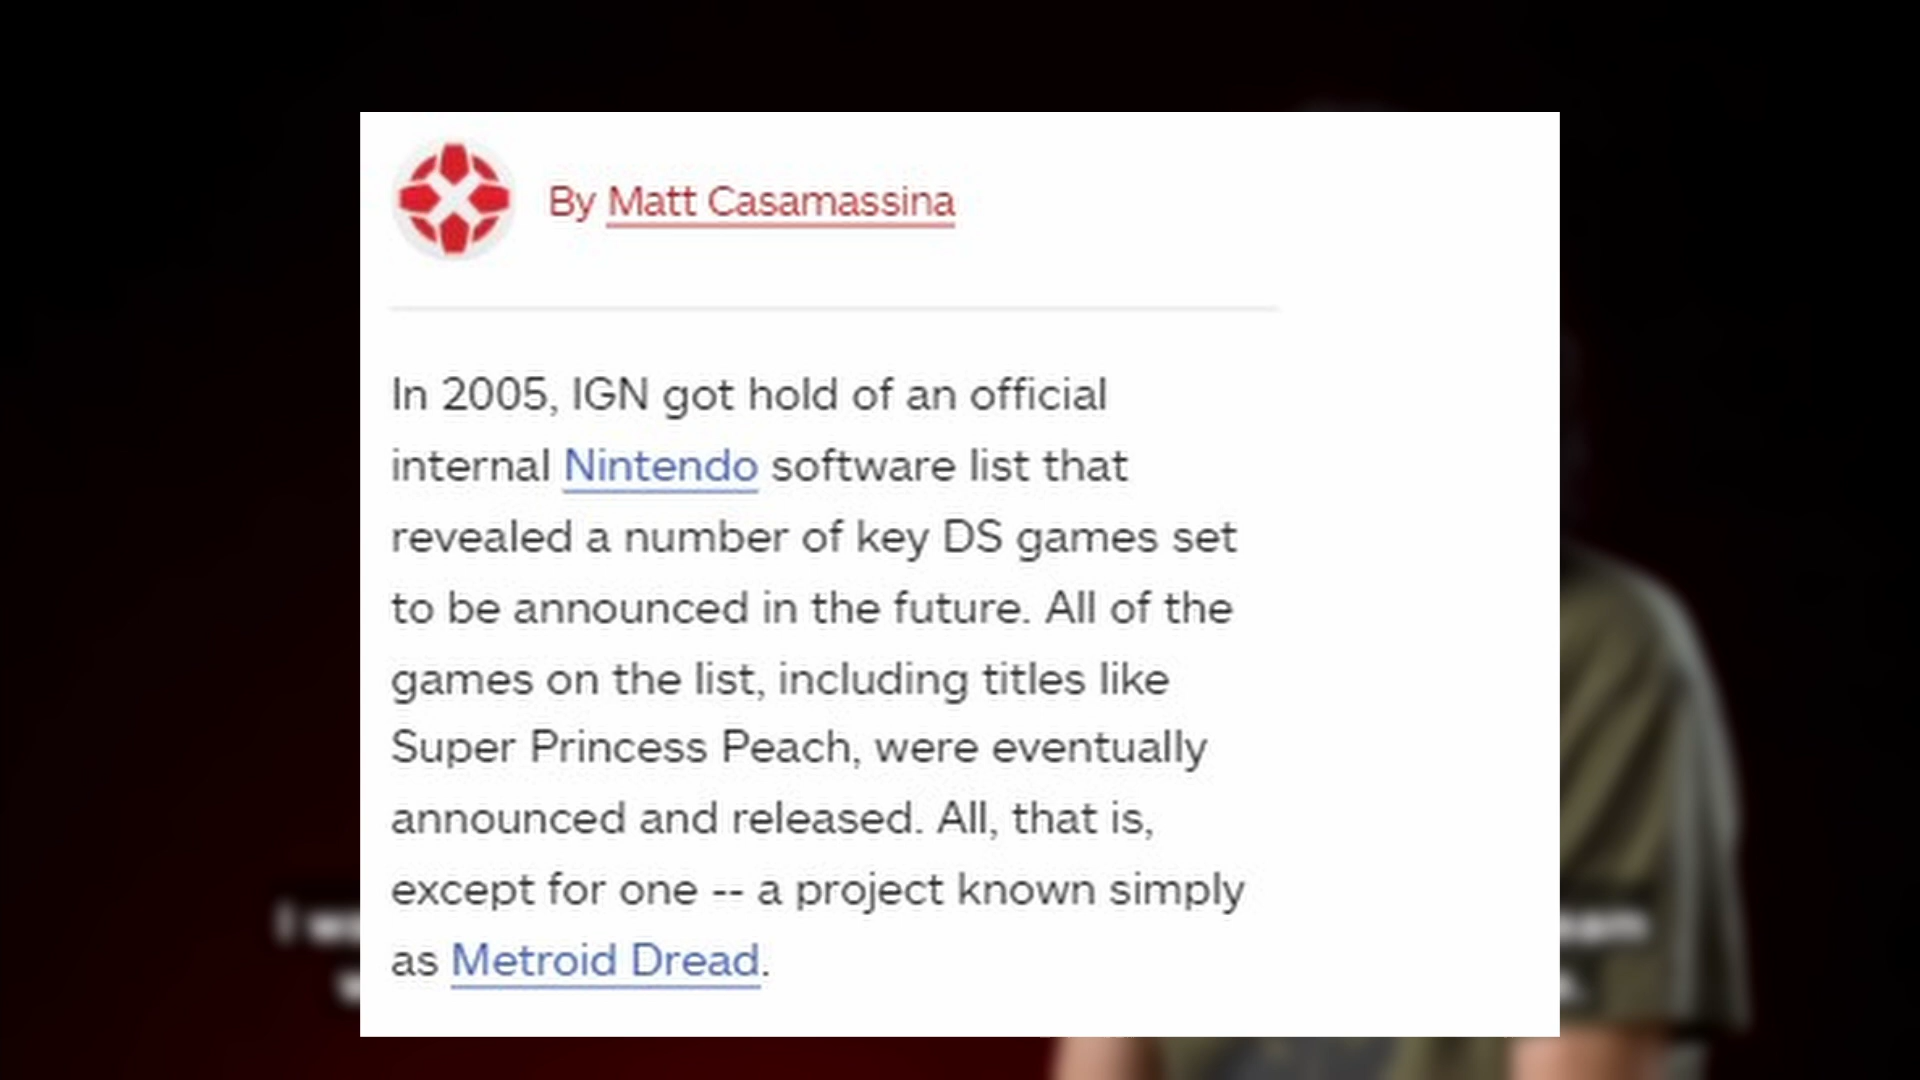 By Matt Casamassina
In 2005, IGN got hold of an official
internal Nintendo software list that
revealed a number of key DS games set
to be announced in the future. All of the
games on the list, including titles like
Super Princess Peach, were eventually
announced and released. All, that is,
except for one -- a project known simply
as Metroid Dread.